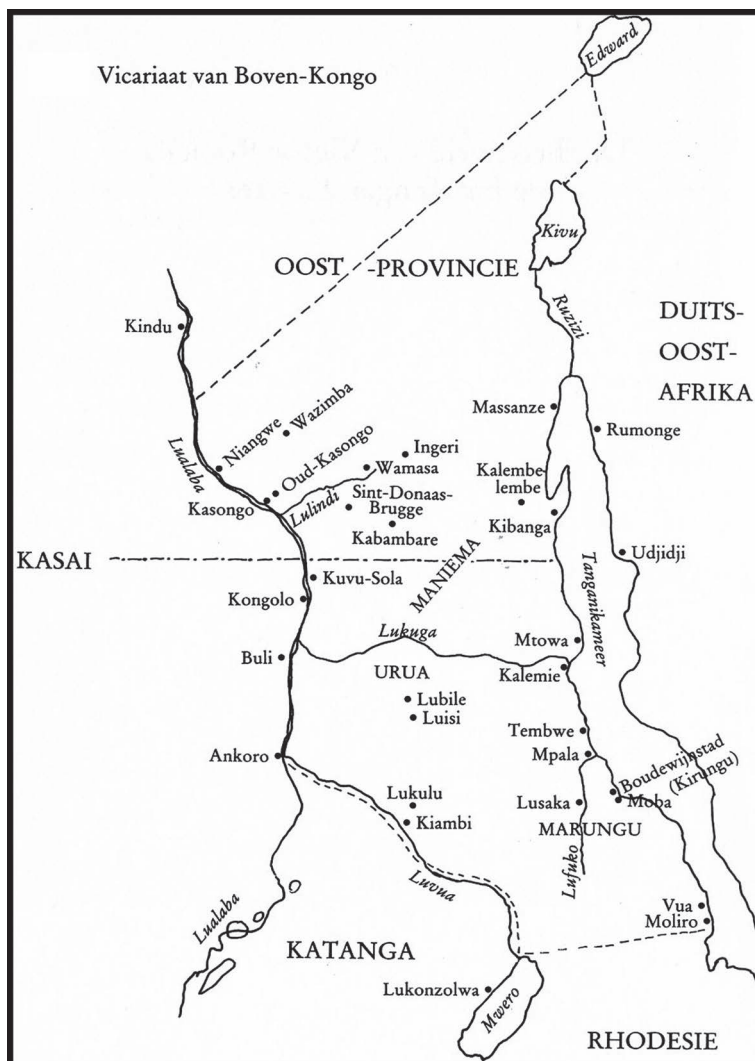 Edward
Vicariaat van Boven-Kongo
Kivu
OOST -PROVINCIE
Ruzizi
DUITS-
OOST-
AFRIKA
Kindu
Massanze
Rumonge
Wazimba
Niangwe
Lualaba
Oud-Kasongo
Ingeri
Wamasa
Kalembe-
lembe
Kasongo
Lulindi
Sint-Donaas-
Brugge
Kibanga
Kabambare
KASAI
MANIEMA
Udjidji
Kuvu-Sola
Kongolo
Tanganikameer
Lukuga
Mtowa
Buli
URUA
Kalemie
Lubile
Luisi
Tembwe
Ankoro
Mpala
Boudewijnstad
(Kirungu)
Moba
Lukulu
Lusaka
Kiambi
MARUNGU
Lufuko
Luvua
Lualaba
Vua
Moliro
KATANGA
Lukonzolwa
Mwero
RHODESIE